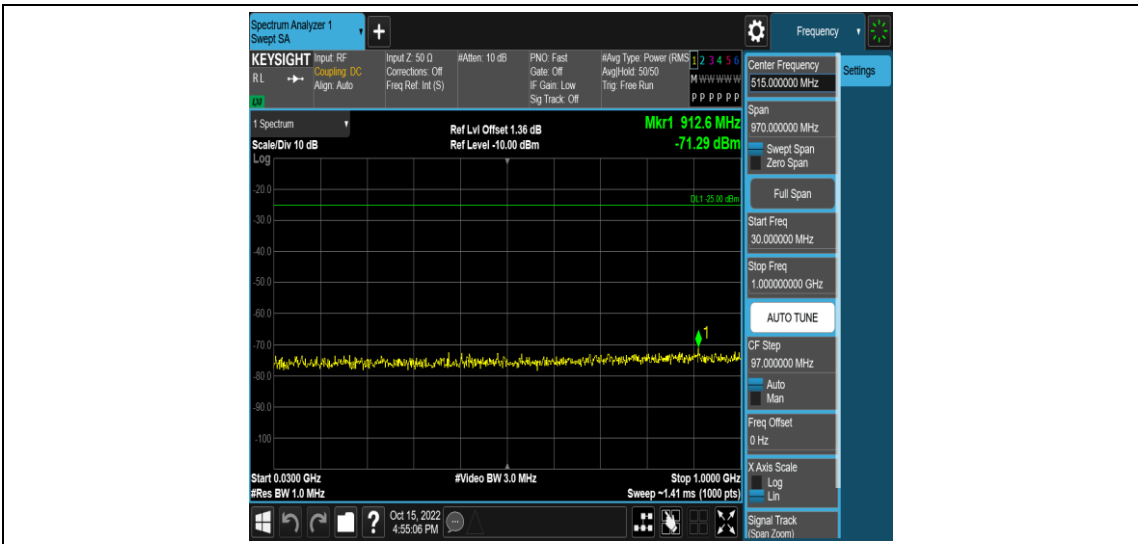 Spectrum Analyzer 1
Swept SA
+
Frequency
KEYSIGHT
RL
LXI
Input: RF
Coupling: DC
Align: Auto
Input Z: 50 Ω
Corrections: Off
Freq Ref: Int (S)
#Atten: 10 dB
PNO: Fast
Gate: Off
IF Gain: Low
Sig Track: Off
#Avg Type: Power (RMS
Avg|Hold: 50/50
Trig: Free Run
1 2 3 4 5 6
M W W W W W
P P P P P P
1 Spectrum
Scale/Div 10 dB
Log
Ref Lvl Offset 1.36 dB
Ref Level -10.00 dBm
Mkr1 912.6 MHz
-71.29 dBm
DL1 -25.00 dBm
-20.0
-30.0
-40.0
-50.0
-60.0
-70.0
-80.0
-90.0
-100
1
Start 0.0300 GHz
#Res BW 1.0 MHz
#Video BW 3.0 MHz
Stop 1.0000 GHz
Sweep ~1.41 ms (1000 pts)
?
Oct 15, 2022
4:55:06 PM
Center Frequency
515.000000 MHz
Settings
Span
970.000000 MHz
Swept Span
Zero Span
Full Span
Start Freq
30.000000 MHz
Stop Freq
1.000000000 GHz
AUTO TUNE
CF Step
97.000000 MHz
Auto
Man
Freq Offset
0 Hz
X Axis Scale
Log
Lin
Signal Track
(Span Zoom)